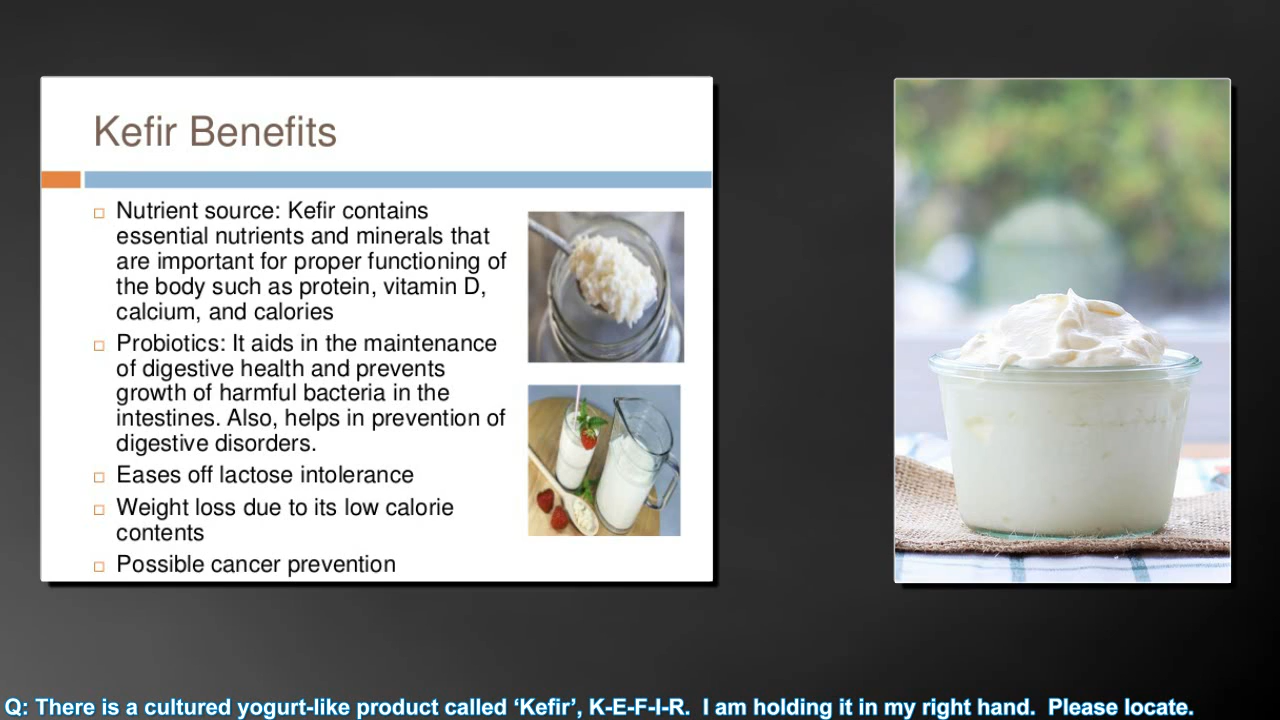 Kefir Benefits
Nutrient source: Kefir contains
essential nutrients and minerals that
are important for proper functioning of
the body such as protein, vitamin D,
calcium, and calories
Probiotics: It aids in the maintenance
of digestive health and prevents
growth of harmful bacteria in the
intestines. Also, helps in prevention of
digestive disorders.
Eases off lactose intolerance
Weight loss due to its low calorie
contents
Possible cancer prevention
Q: There is a cultured yogurt-like product called ‘Kefir’, K-E-F-I-R.  I am holding it in my right hand.  Please locate.